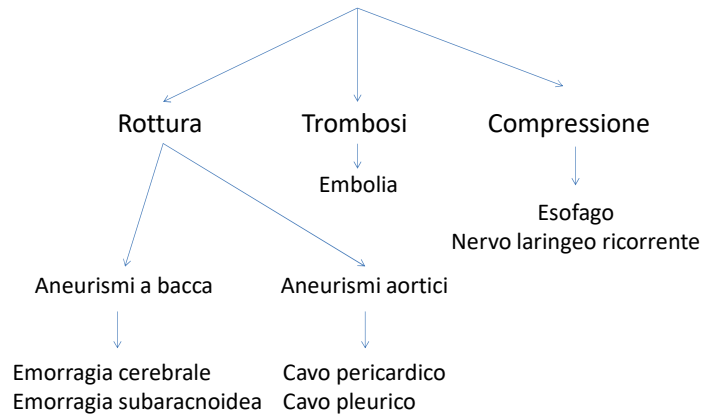 Rottura
Trombosi
Compressione
Embolia
Esofago
Nervo laringeo ricorrente
Aneurismi a bacca
Aneurismi aortici
Emorragia cerebrale
Emorragia subaracnoidea
Cavo pericardico
Cavo pleurico